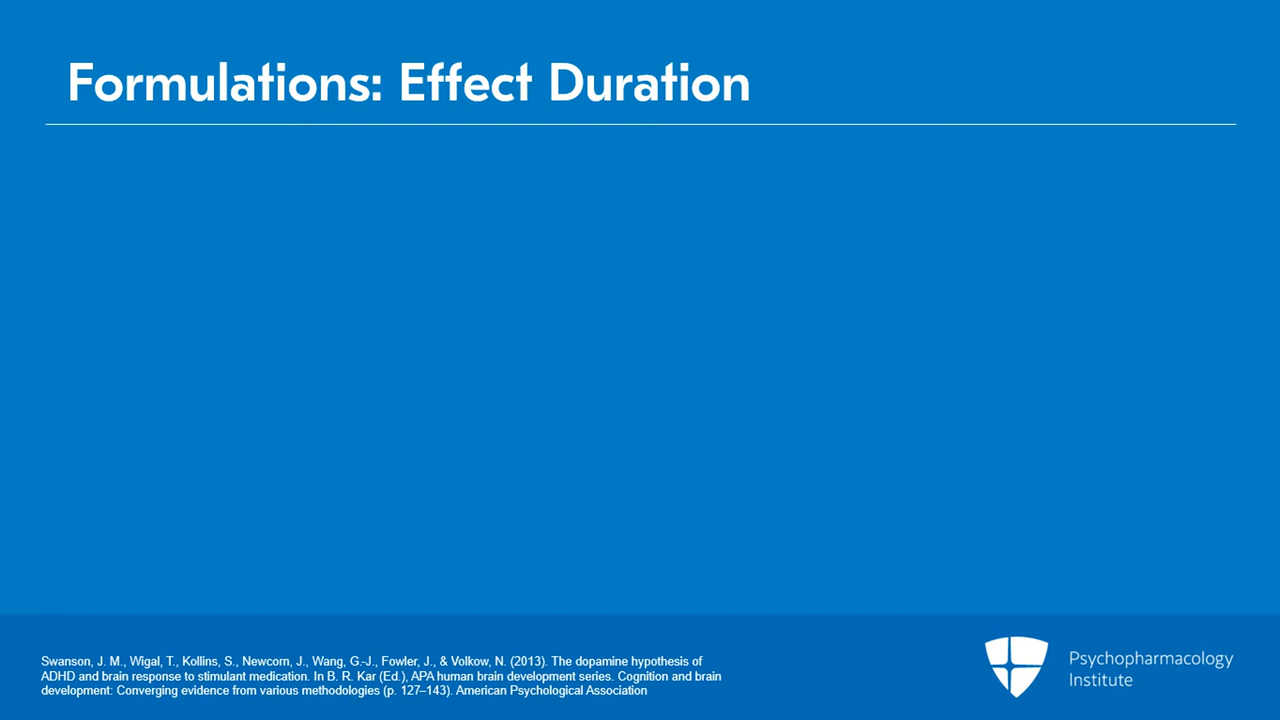 Formulations: Effect Duration
Swanson, J. M., Wigal, T., Kollins, S., Newcorn, J., Wang, G.-J., Fowler, J., & Volkow, N. (2013). The dopamine hypothesis of
ADHD and brain response to stimulant medication. In B. R. Kar (Ed.), APA human brain development series. Cognition and brain
development: Converging evidence from various methodologies (p. 127–143). American Psychological Association
Psychopharmacology
Institute